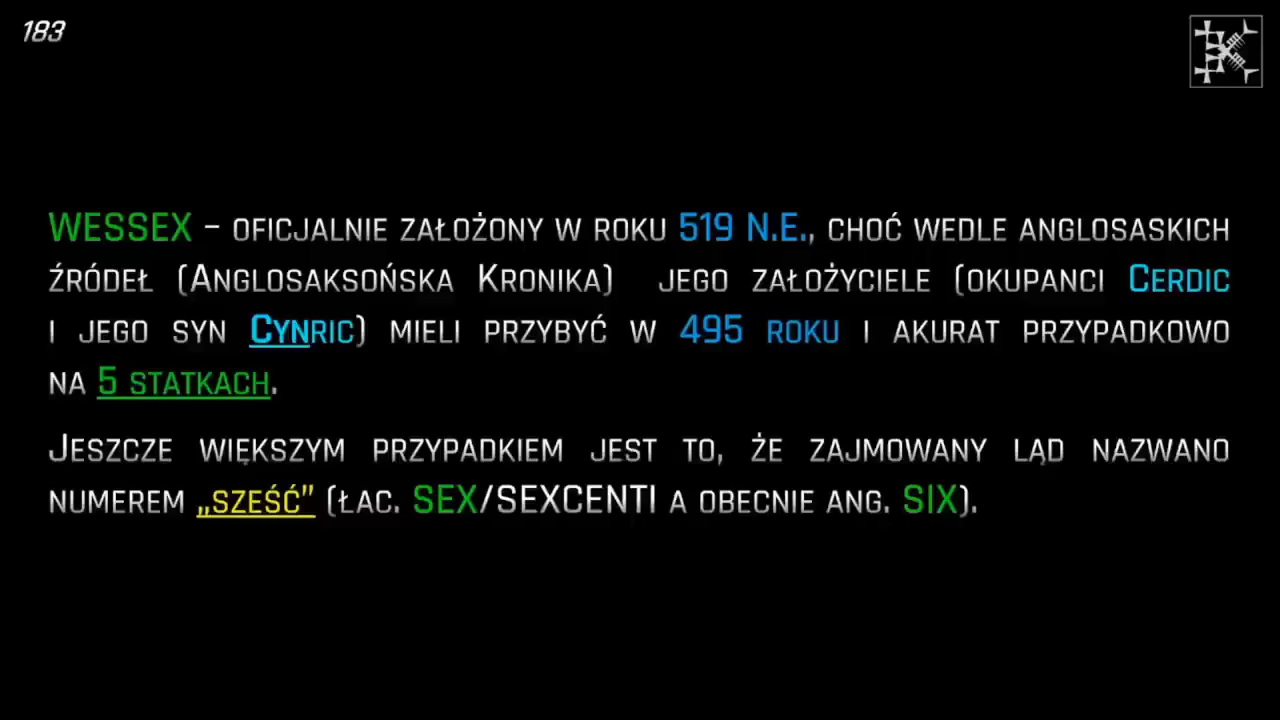 183
WESSEX – OFICJALNIE ZAŁOŻONY W ROKU 519 N.E., CHOĆ WEDLE ANGLOSASKICH
ŹRÓDEŁ (ANGLOSAKSOŃSKA KRONIKA) JEGO ZAŁOŻYCIELE (OKUPANCI CERDIC
I JEGO SYN CYNRIC) MIELI PRZYBYĆ W 495 ROKU I AKURAT PRZYPADKOWO
NA 5 STATKACH.
JESZCZE WIĘKSZYM PRZYPADKIEM JEST TO, ŻE ZAJMOWANY LĄD NAZWANO
NUMEREM „SZEŚĆ” (ŁAC. SEX/SEXCENTI A OBECNIE ANG. SIX).